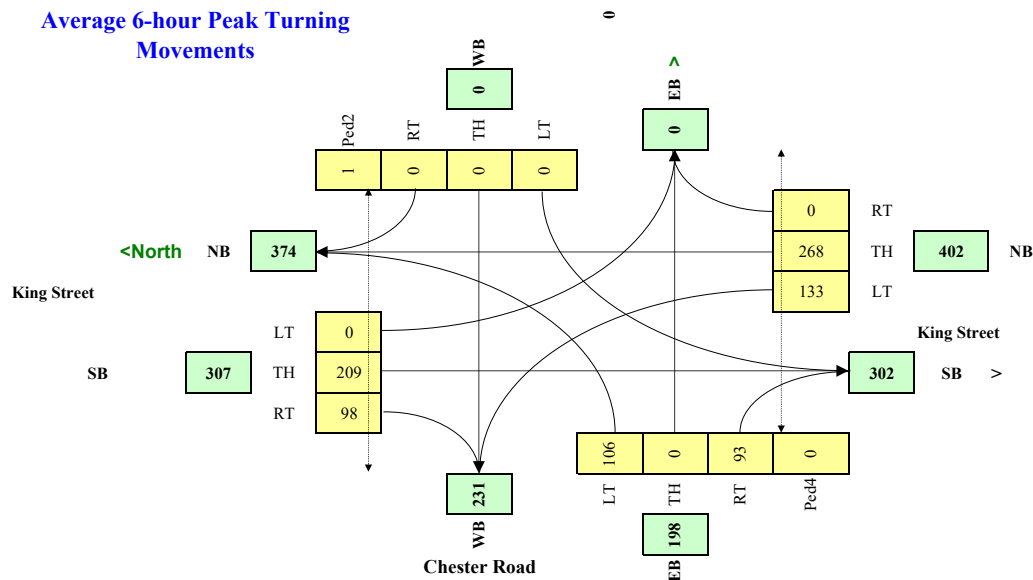 Average 6-hour Peak Turning
Movements
0
WB
0
^
EB
0
Ped2 RT TH LT
1 0 0 0
0 RT
<North NB 374
268 TH 402 NB
133 LT
King Street
LT 0
King Street
SB 307 TH 209
302 SB >
RT 98
106 0 93 0
LT TH RT Ped4
231
WB
198
EB
Chester Road